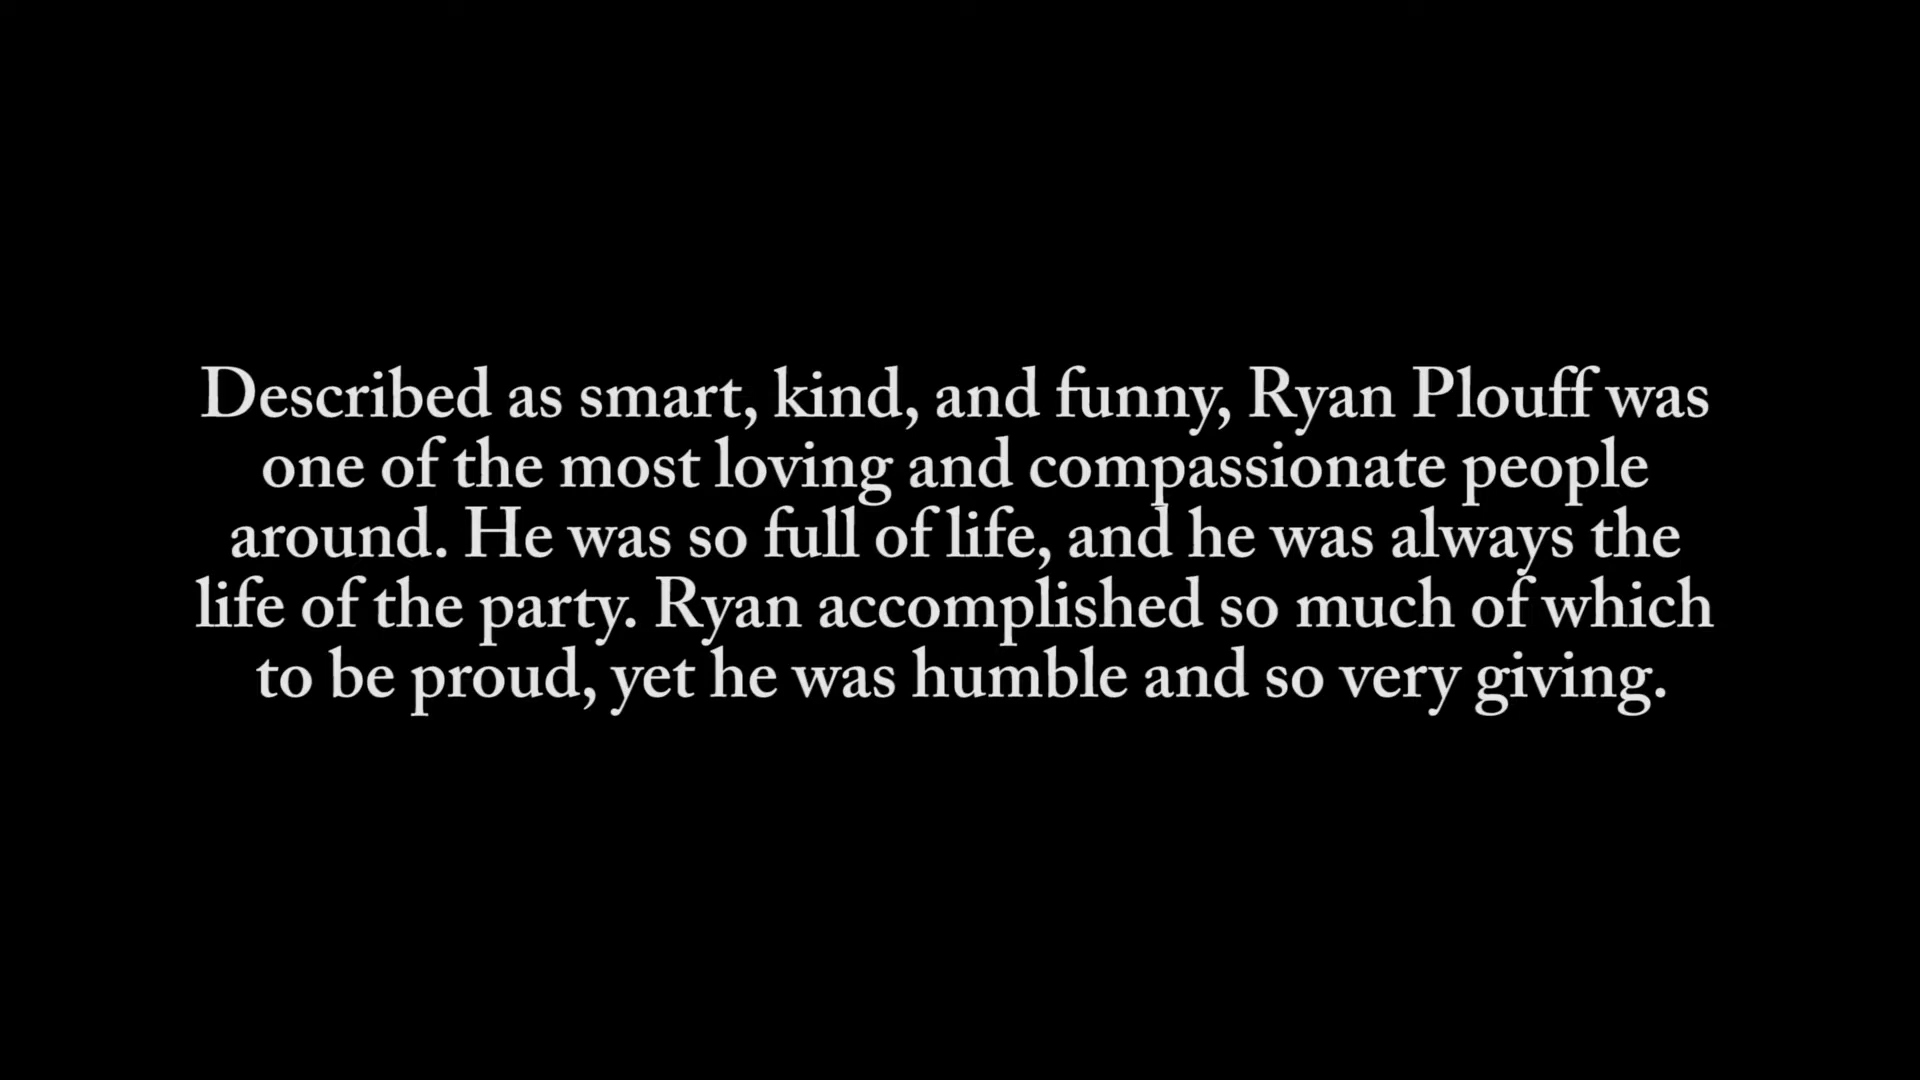 Described as smart, kind, and funny, Ryan Plouff was
one of the most loving and compassionate people
around. He was so full of life, and he was always the
life of the party. Ryan accomplished so much of which
to be proud, yet he was humble and so very giving.